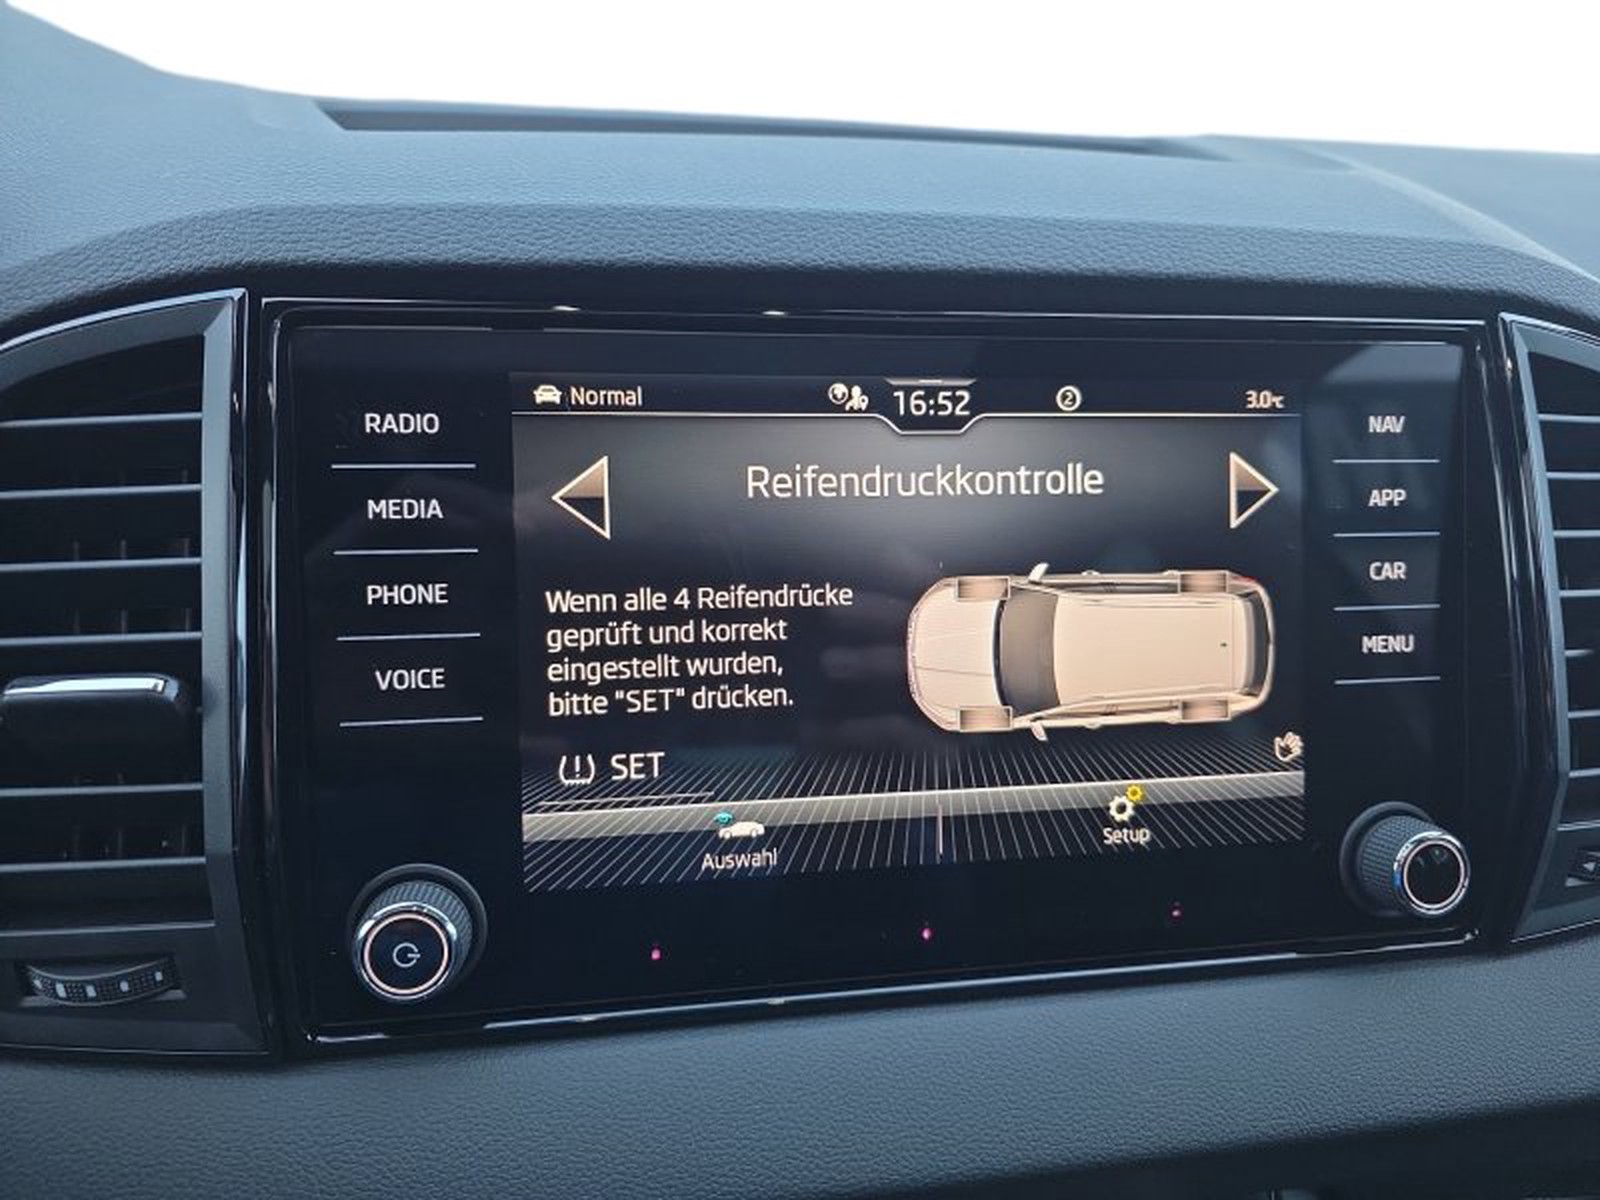 RADIO
MEDIA
PHONE
VOICE
Normal
16:52
2
3.0°C
Reifendruckkontrolle
Wenn alle 4 Reifendrücke
geprüft und korrekt
eingestellt wurden,
bitte "SET" drücken.
SET
Auswahl
Setup
NAV
APP
CAR
MENU